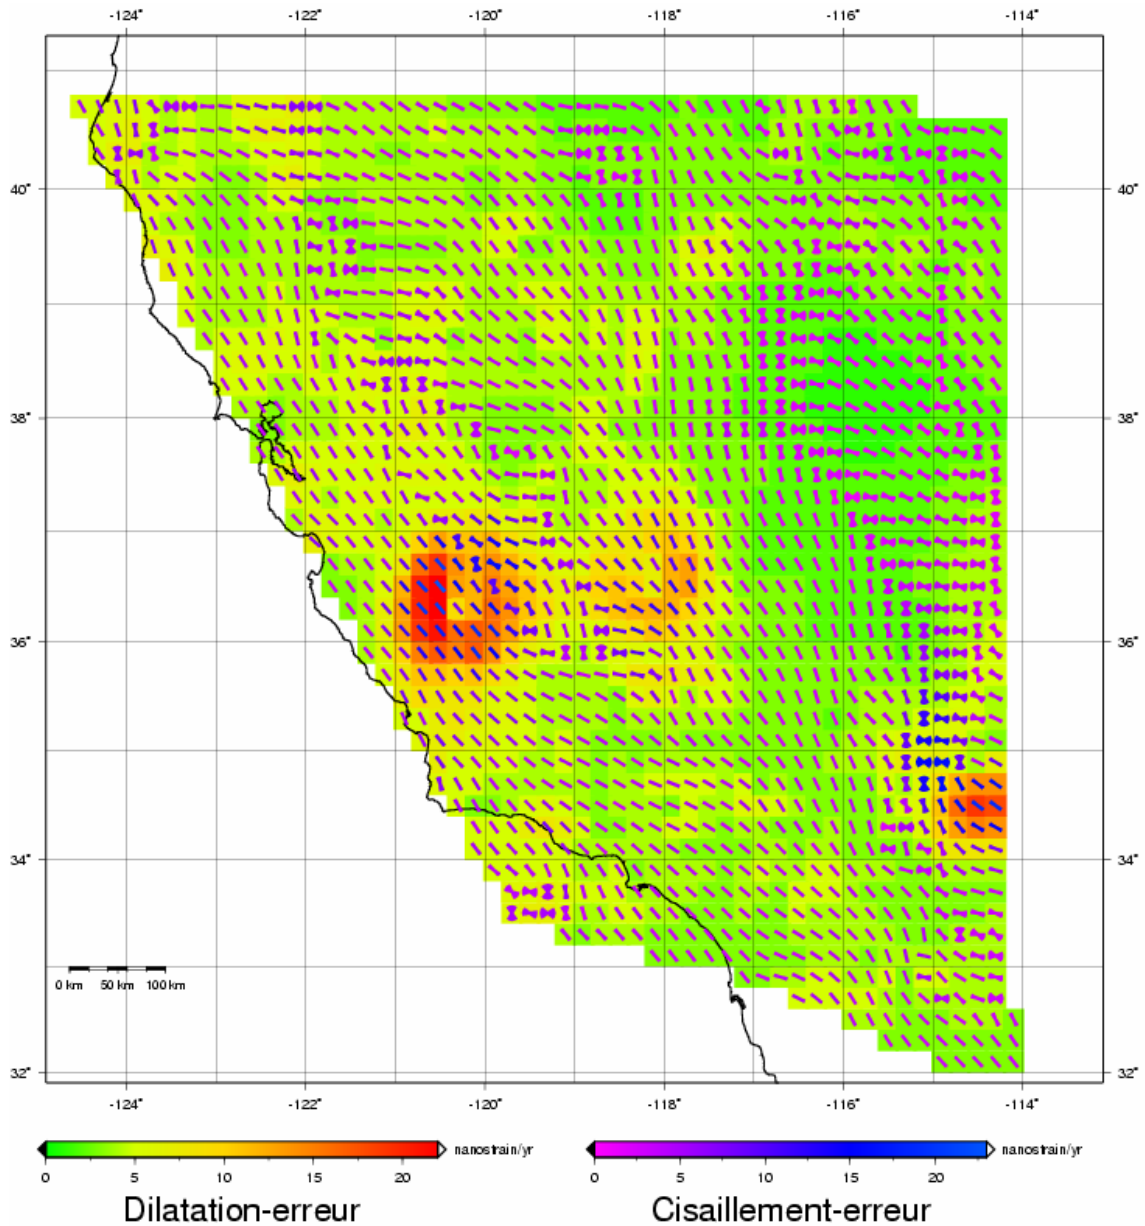 -124° -122° -120° -118° -116° -114°
40° 40°
38° 38°
36° 36°
34° 34°
0 km 50 km 100 km
32° 32°
-124° -122° -120° -118° -116° -114°
nanostrain/yr nanostrain/yr
0 5 10 15 20 0 5 10 15 20
Dilatation-erreur Cisaillement-erreur